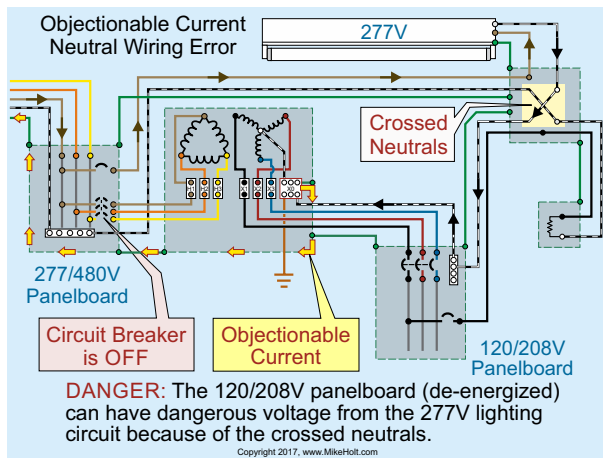 Objectionable Current
Neutral Wiring Error
277V
Crossed
Neutrals
277/480V
Panelboard
Circuit Breaker
is OFF
Objectionable
Current
120/208V
Panelboard
DANGER: The 120/208V panelboard (de-energized)
can have dangerous voltage from the 277V lighting
circuit because of the crossed neutrals.
Copyright 2017, www.MikeHolt.com